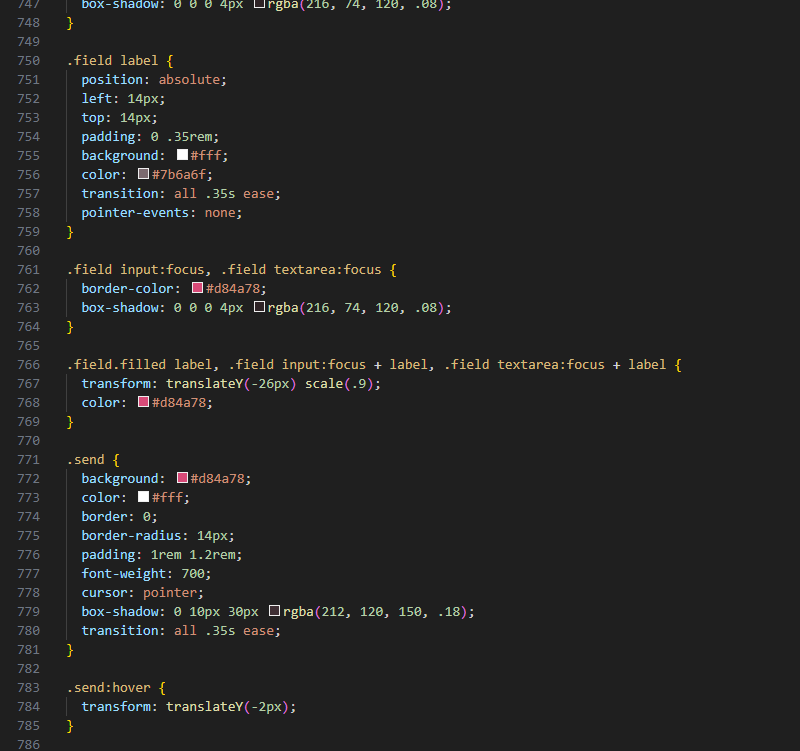 747 box-shadow: 0 0 0 4px rgba(216, 74, 120, .08);
748 }
749
750 .field label {
751 position: absolute;
752 left: 14px;
753 top: 14px;
754 padding: 0 .35rem;
755 background: #fff;
756 color: #7b6a6f;
757 transition: all .35s ease;
758 pointer-events: none;
759 }
760
761 .field input:focus, .field textarea:focus {
762 border-color: #d84a78;
763 box-shadow: 0 0 0 4px rgba(216, 74, 120, .08);
764 }
765
766 .field.filled label, .field input:focus + label, .field textarea:focus + label {
767 transform: translateY(-26px) scale(.9);
768 color: #d84a78;
769 }
770
771 .send {
772 background: #d84a78;
773 color: #fff;
774 border: 0;
775 border-radius: 14px;
776 padding: 1rem 1.2rem;
777 font-weight: 700;
778 cursor: pointer;
779 box-shadow: 0 10px 30px rgba(212, 120, 150, .18);
780 transition: all .35s ease;
781 }
782
783 .send:hover {
784 transform: translateY(-2px);
785 }
786